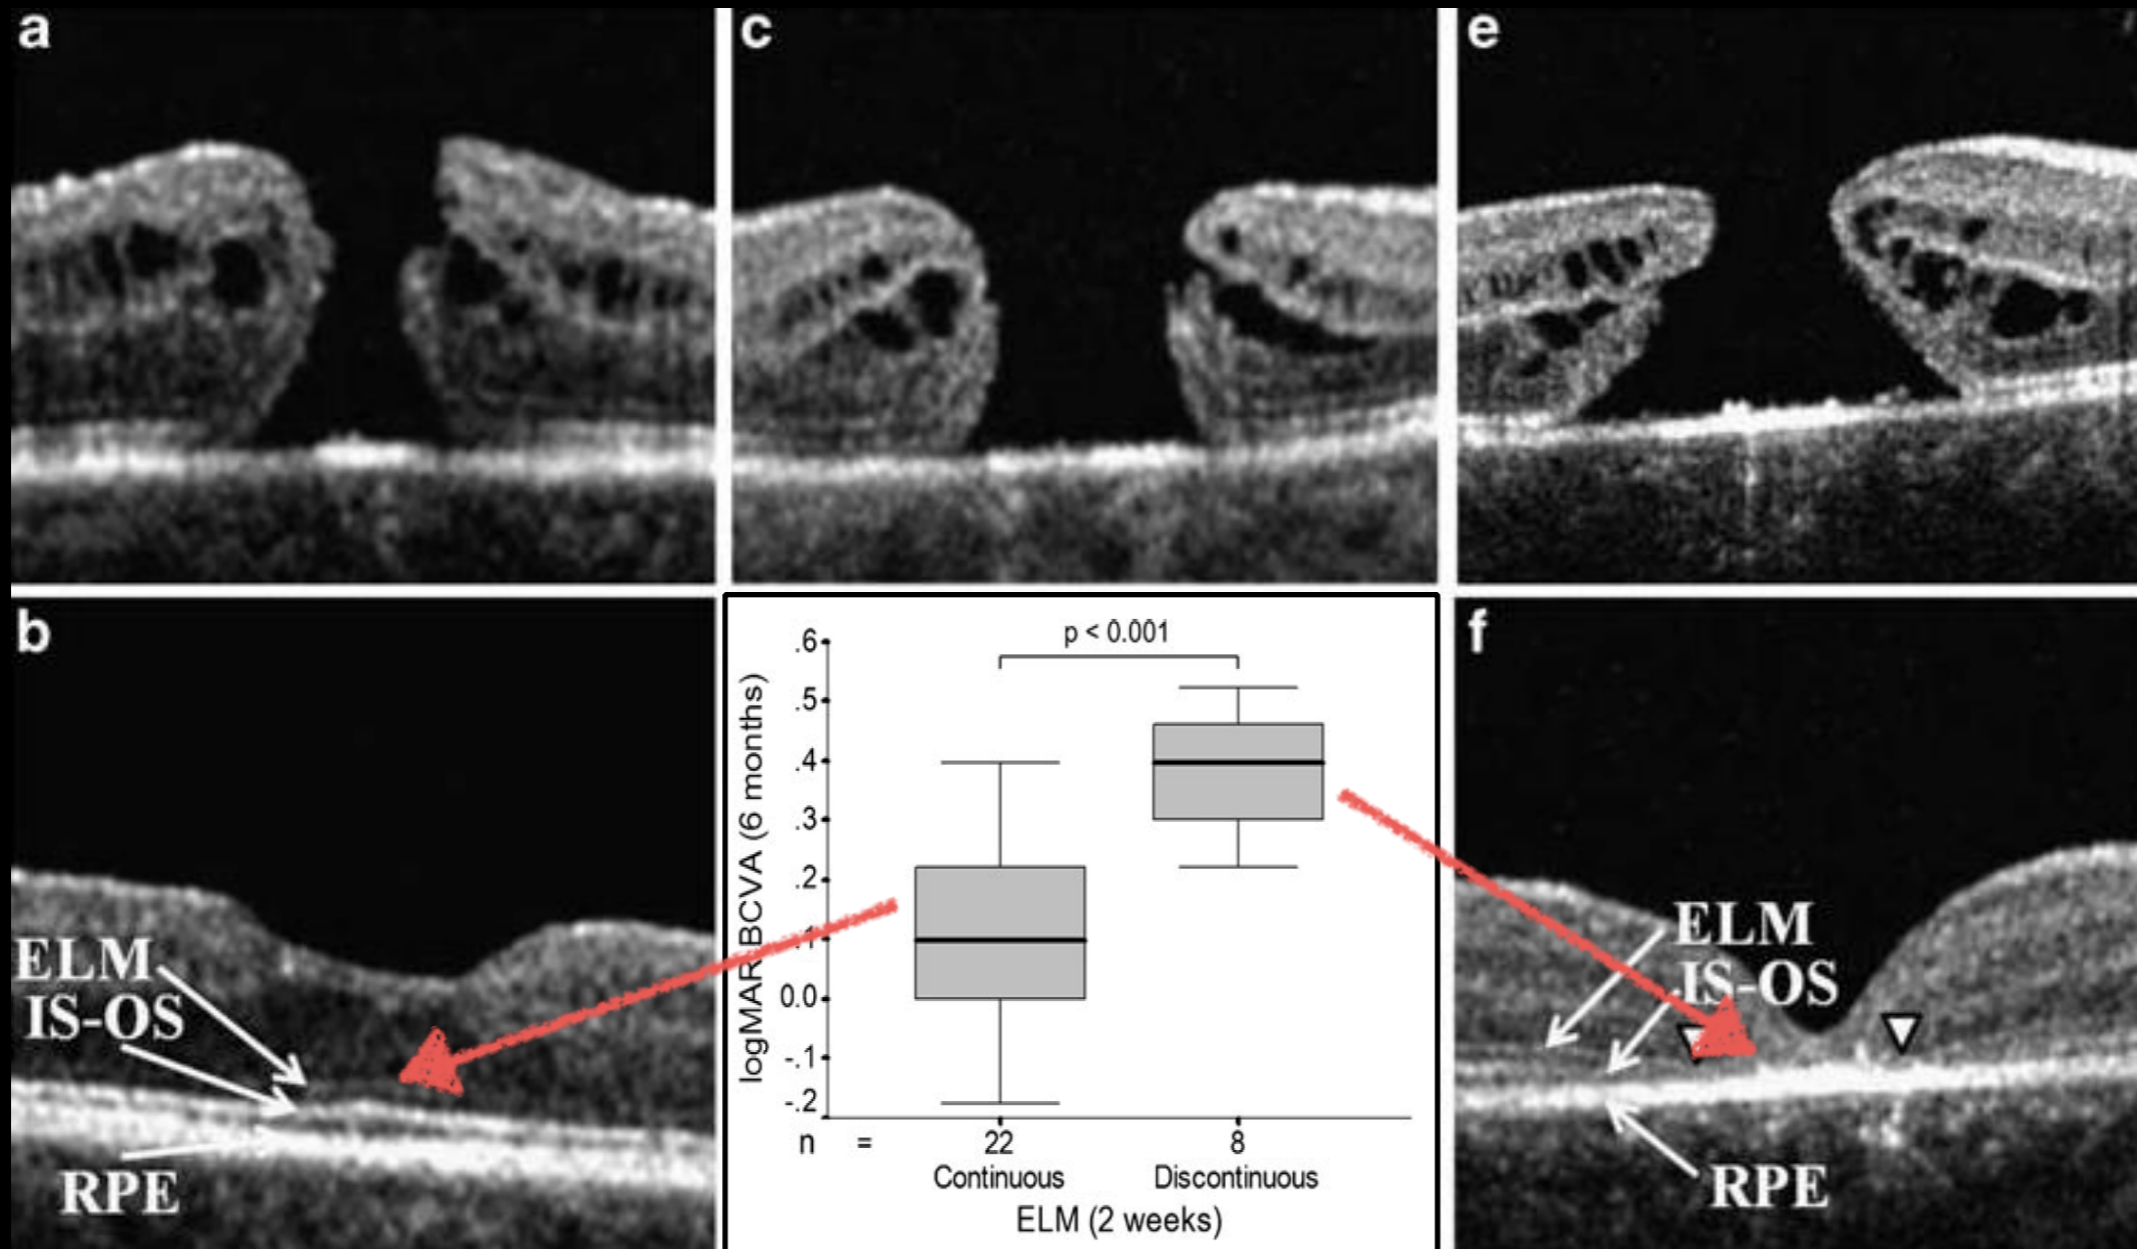 a
c
e
b
ELM
IS-OS
RPE
p < 0.001
logMAR BCVA (6 months)
.6
.5
.4
.3
.2
.1
0.0
-.1
-.2
n =
22
8
Continuous
Discontinuous
ELM (2 weeks)
f
ELM
IS-OS
RPE